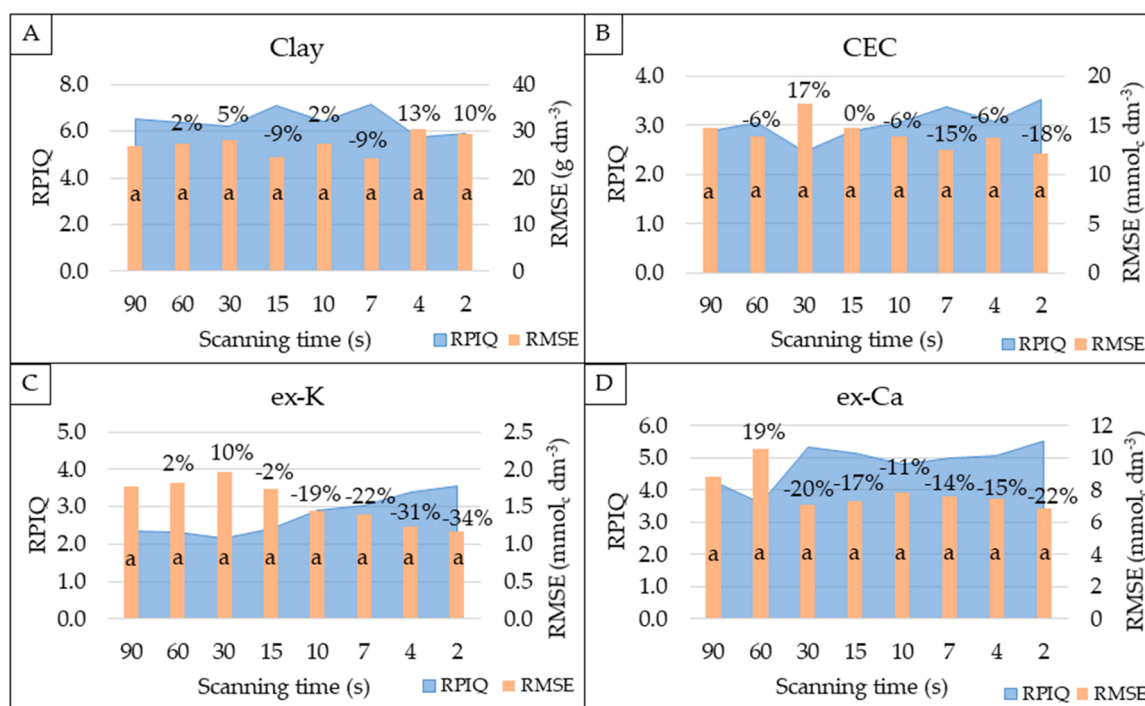 A
Clay
RPIQ
8.0
6.0
4.0
2.0
0.0
2%
5%
-9%
2%
-9%
13%
10%
a a a a a a a a
40
30
20
10
0
RMSE (g dm-3)
90 60 30 15 10 7 4 2
Scanning time (s)
RPIQ RMSE
B
CEC
RPIQ
4.0
3.0
2.0
1.0
0.0
-6%
17%
0%
-6%
-15%
-6%
-18%
a a a a a a a a
20
15
10
5
0
RMSE (mmolc dm-3)
90 60 30 15 10 7 4 2
Scanning time (s)
RPIQ RMSE
C
ex-K
RPIQ
5.0
4.0
3.0
2.0
1.0
0.0
2%
10%
-2%
-19%
-22%
-31%
-34%
a a a a a a a a
2.5
2.0
1.5
1.0
0.5
0.0
RMSE (mmolc dm-3)
90 60 30 15 10 7 4 2
Scanning time (s)
RPIQ RMSE
D
ex-Ca
RPIQ
6.0
5.0
4.0
3.0
2.0
1.0
0.0
19%
-20%
-17%
-11%
-14%
-15%
-22%
a a a a a a a a
12
10
8
6
4
2
0
RMSE (mmolc dm-3)
90 60 30 15 10 7 4 2
Scanning time (s)
RPIQ RMSE